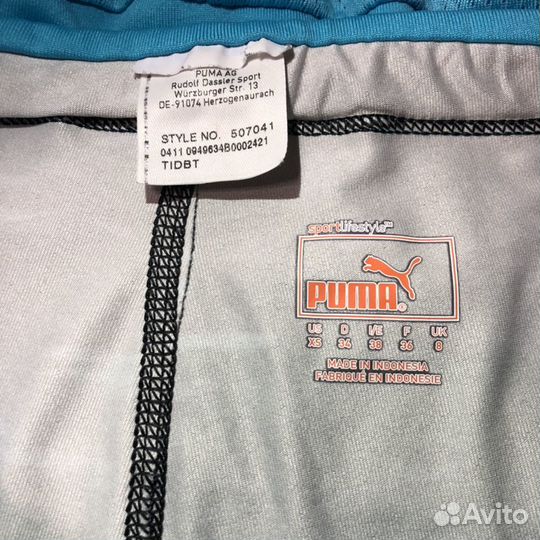 PUMA AG
Rudolf Dassler Sport
Würzburger Str. 13
DE-91074 Herzogenaurach
STYLE NO. 507041
0411 0949634B0002421
TIDBT
sportlifestyle™
PUMA®
US D I/E F UK
XS 34 38 36 8
MADE IN INDONESIA
FABRIQUÉ EN INDONESIE
Avito